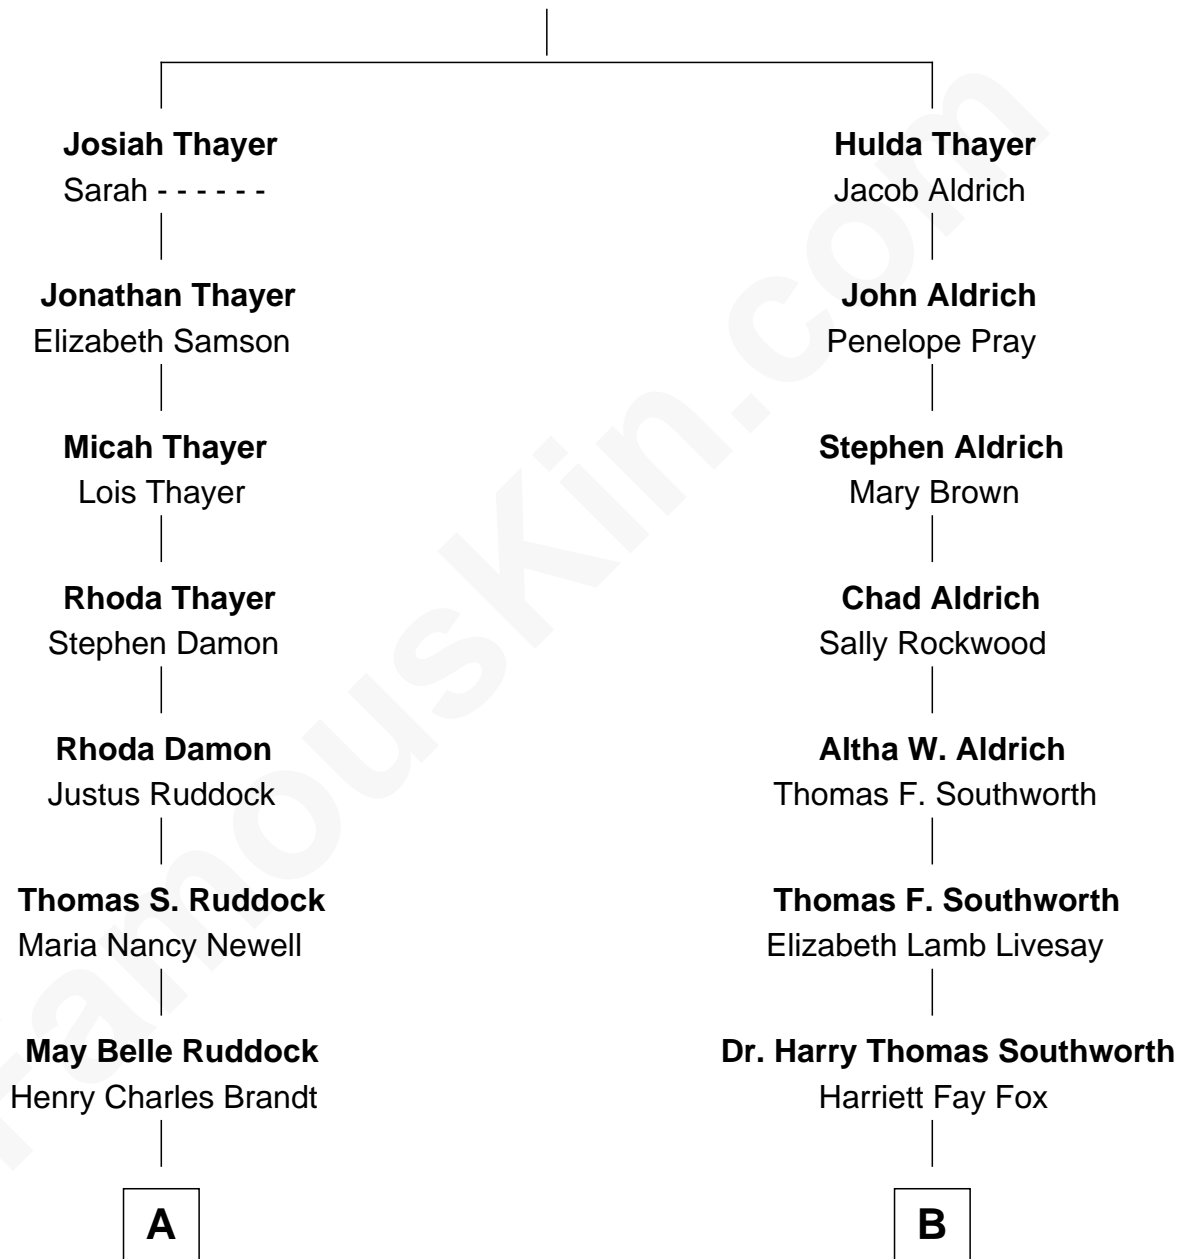 Josiah Thayer
Sarah - - - - - -
Hulda Thayer
Jacob Aldrich
Jonathan Thayer
Elizabeth Samson
John Aldrich
Penelope Pray
Micah Thayer
Lois Thayer
Stephen Aldrich
Mary Brown
Rhoda Thayer
Stephen Damon
Chad Aldrich
Sally Rockwood
Rhoda Damon
Justus Ruddock
Altha W. Aldrich
Thomas F. Southworth
Thomas S. Ruddock
Maria Nancy Newell
Thomas F. Southworth
Elizabeth Lamb Livesay
May Belle Ruddock
Henry Charles Brandt
Dr. Harry Thomas Southworth
Harriett Fay Fox
A
B
FamousKin.com